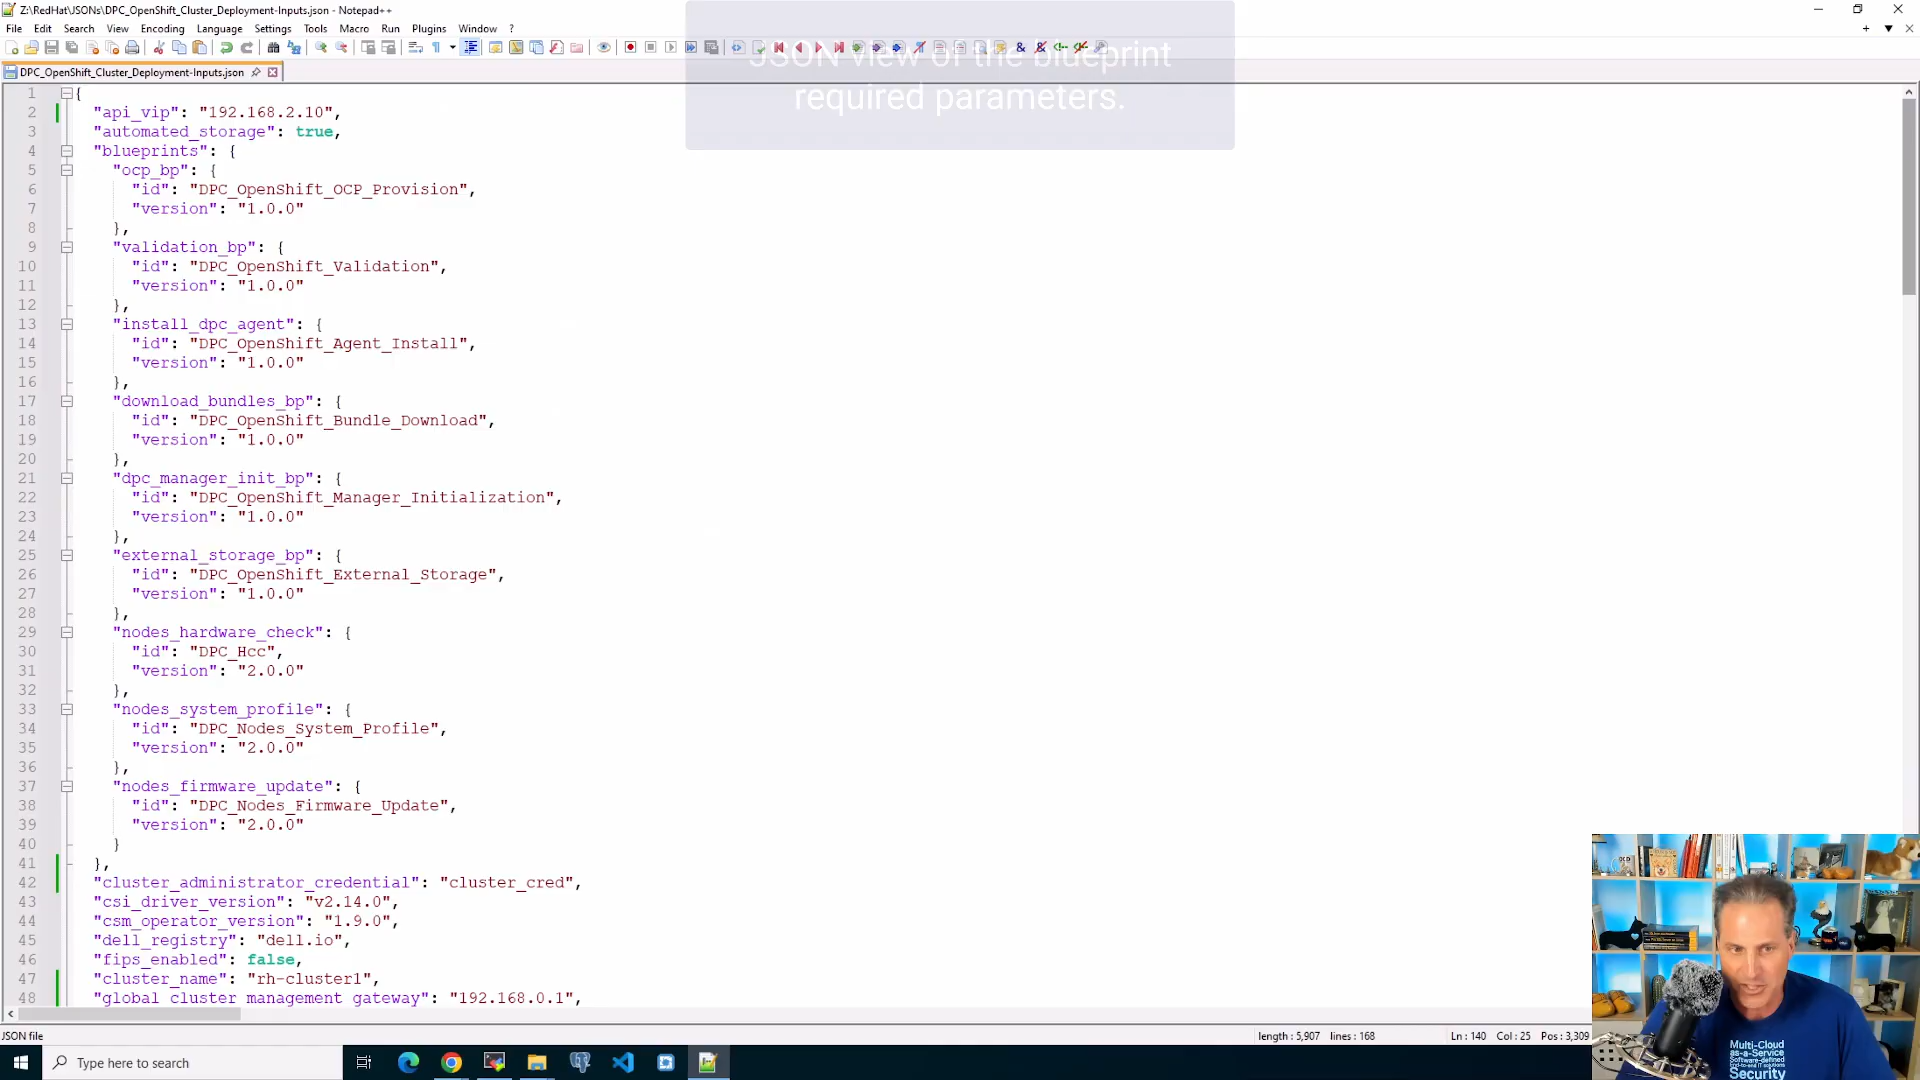 Z:\RedHat\JSONs\DPC_OpenShift_Cluster_Deployment-Inputs.json - Notepad++
File Edit Search View Encoding Language Settings Tools Macro Run Plugins Window ?
JSON view of the blueprint
required parameters.
DPC_OpenShift_Cluster_Deployment-Inputs.json
1 {
2 "api_vip": "192.168.2.10",
3 "automated_storage": true,
4 "blueprints": {
5 "ocp_bp": {
6 "id": "DPC_OpenShift_OCP_Provision",
7 "version": "1.0.0"
8 },
9 "validation_bp": {
10 "id": "DPC_OpenShift_Validation",
11 "version": "1.0.0"
12 },
13 "install_dpc_agent": {
14 "id": "DPC_OpenShift_Agent_Install",
15 "version": "1.0.0"
16 },
17 "download_bundles_bp": {
18 "id": "DPC_OpenShift_Bundle_Download",
19 "version": "1.0.0"
20 },
21 "dpc_manager_init_bp": {
22 "id": "DPC_OpenShift_Manager_Initialization",
23 "version": "1.0.0"
24 },
25 "external_storage_bp": {
26 "id": "DPC_OpenShift_External_Storage",
27 "version": "1.0.0"
28 },
29 "nodes_hardware_check": {
30 "id": "DPC_Hcc",
31 "version": "2.0.0"
32 },
33 "nodes_system_profile": {
34 "id": "DPC_Nodes_System_Profile",
35 "version": "2.0.0"
36 },
37 "nodes_firmware_update": {
38 "id": "DPC_Nodes_Firmware_Update",
39 "version": "2.0.0"
40 }
41 },
42 "cluster_administrator_credential": "cluster_cred",
43 "csi_driver_version": "v2.14.0",
44 "csm_operator_version": "1.9.0",
45 "dell_registry": "dell.io",
46 "fips_enabled": false,
47 "cluster_name": "rh-cluster1",
48 "global_cluster_management_gateway": "192.168.0.1",
JSON file
length : 5,907 lines : 168
Ln : 140 Col : 25 Pos : 3,309
Type here to search
Multi-Cloud
as-a-Service
Software-defined
End-to-end IT solutions
Security